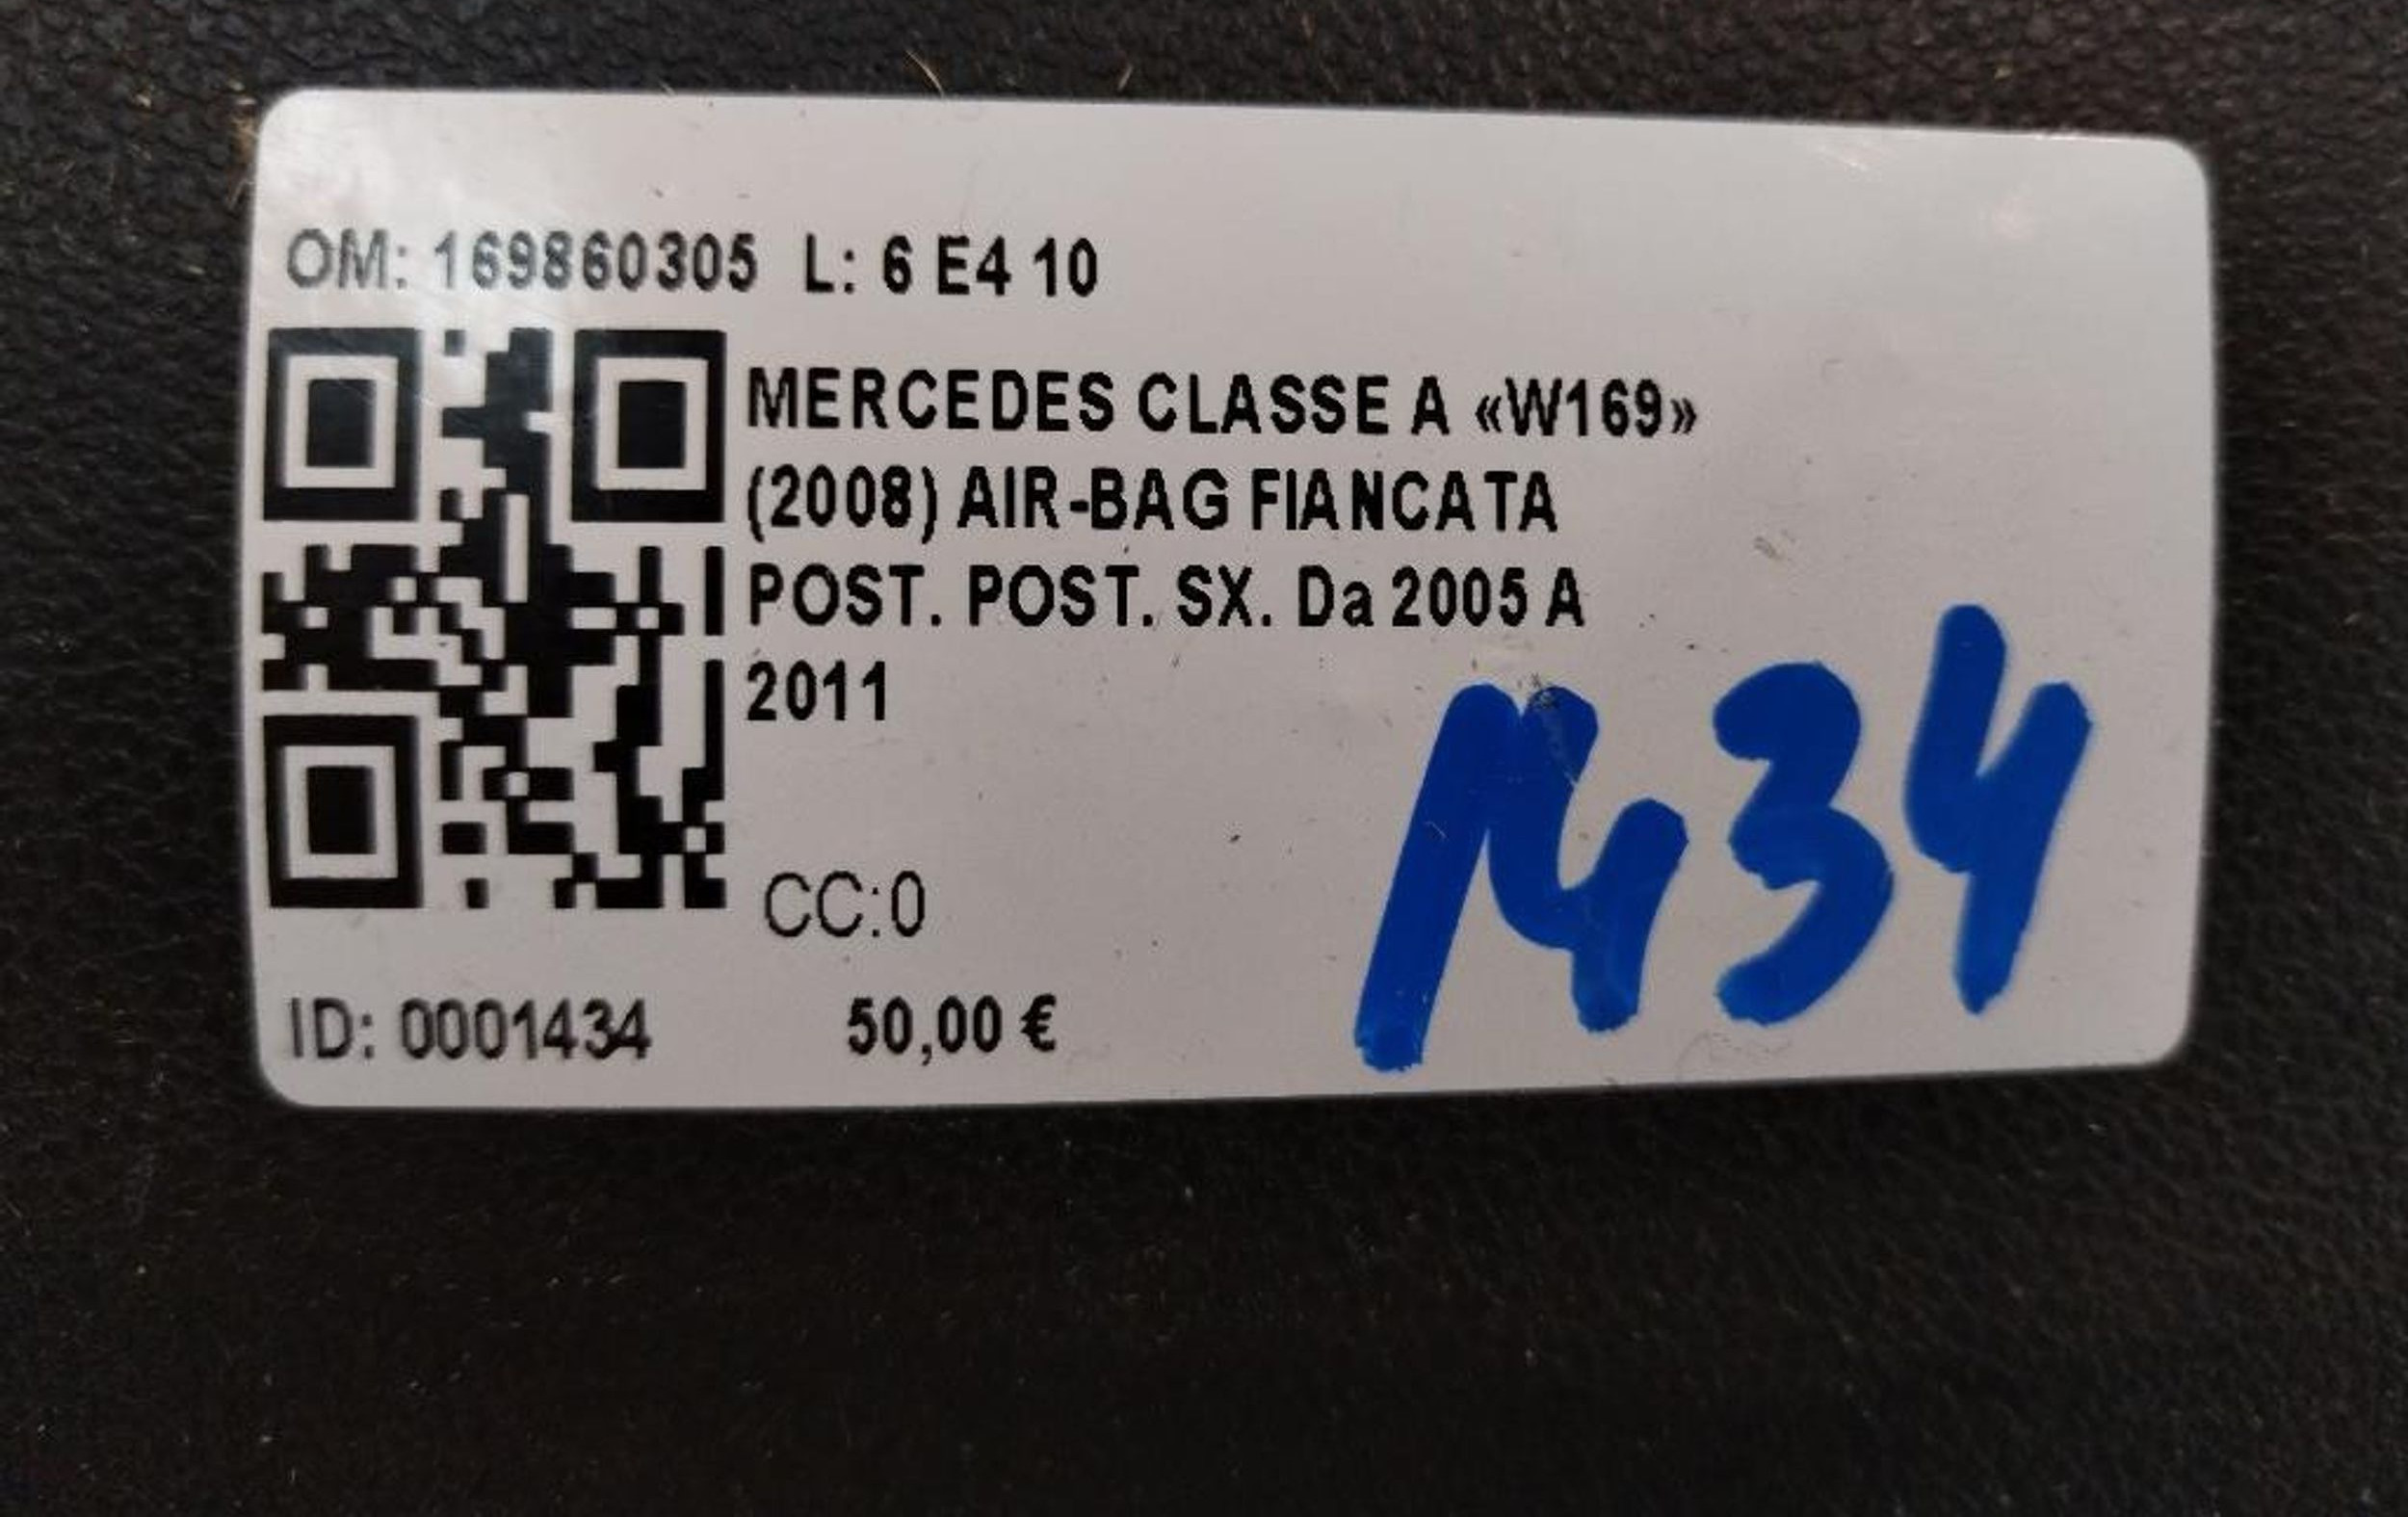 OM: 169860305 L: 6 E4 10
MERCEDES CLASSE A «W169»
(2008) AIR-BAG FIANCATA
POST. POST. SX. Da 2005 A
2011
CC:0
ID: 0001434 50,00 €
1434